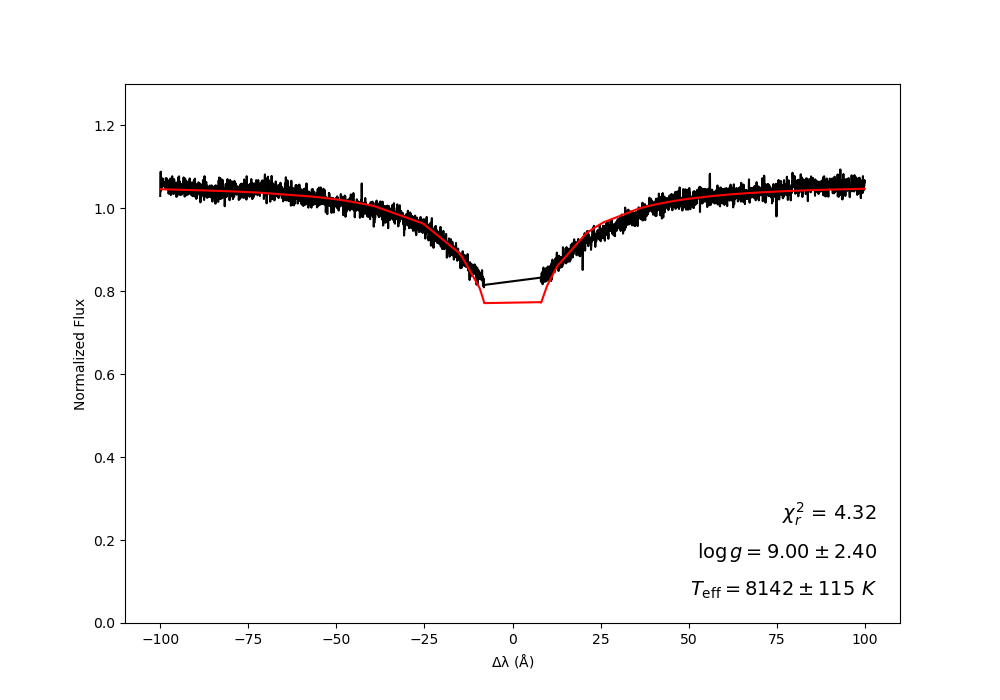 1.2
1.0
0.8
0.6
0.4
0.2
0.0
Normalized Flux
χ²ᵣ = 4.32
log g = 9.00 ± 2.40
T_eff = 8142 ± 115 K
−100 −75 −50 −25 0 25 50 75 100
Δλ (Å)